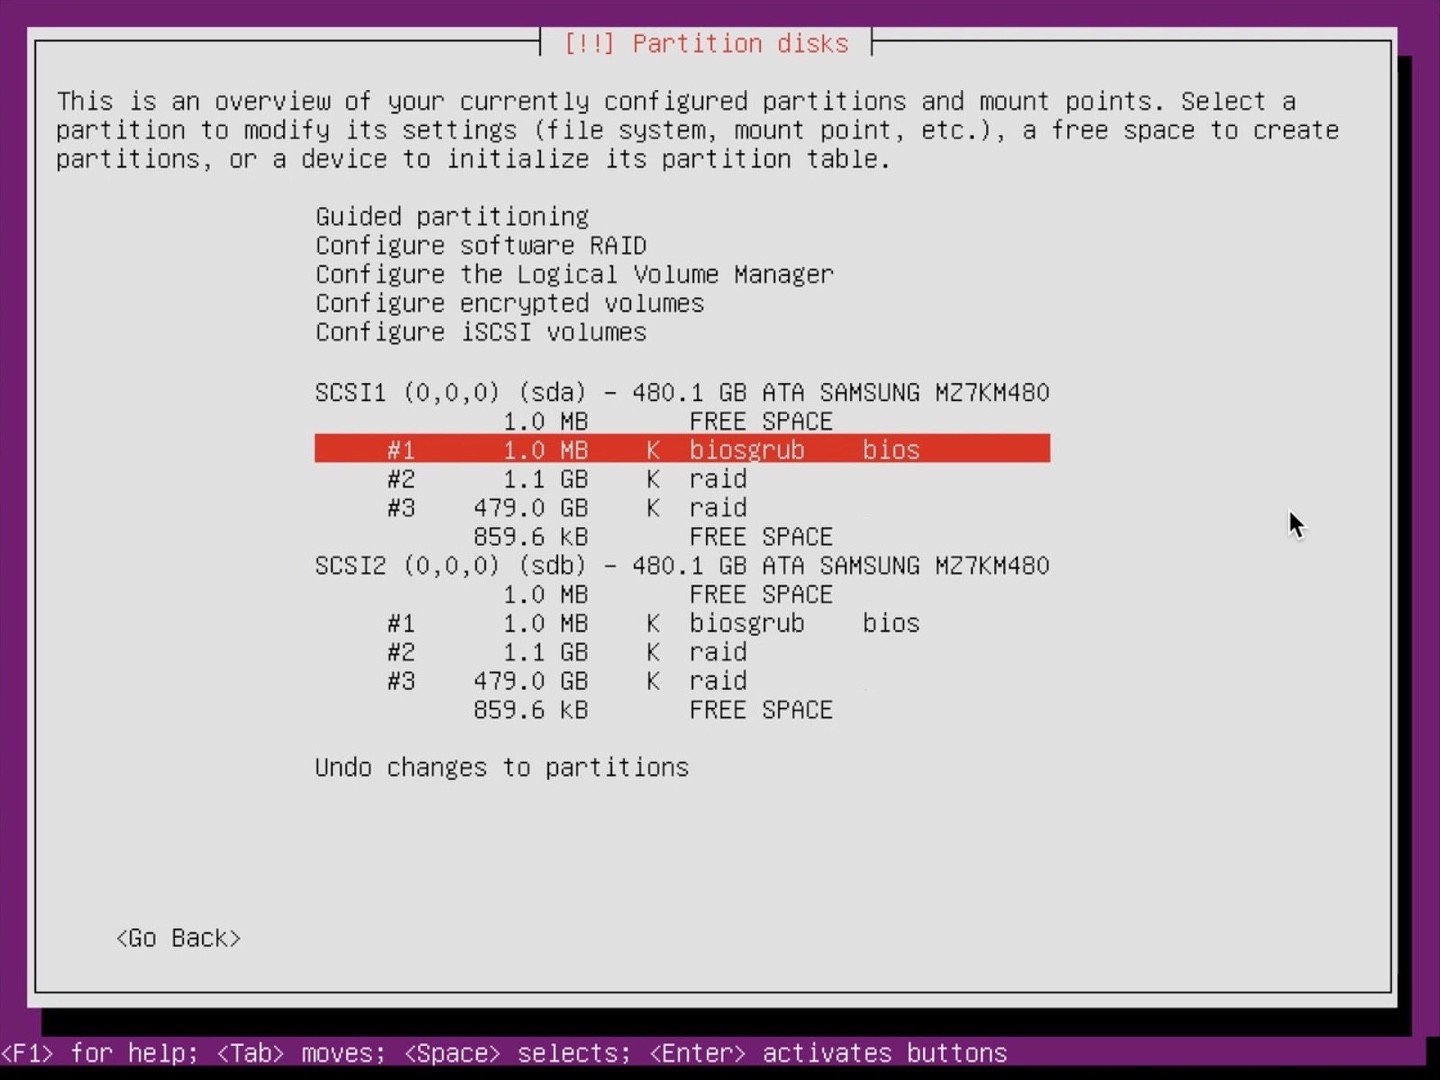 [!!] Partition disks
This is an overview of your currently configured partitions and mount points. Select a
partition to modify its settings (file system, mount point, etc.), a free space to create
partitions, or a device to initialize its partition table.
Guided partitioning
Configure software RAID
Configure the Logical Volume Manager
Configure encrypted volumes
Configure iSCSI volumes
SCSI1 (0,0,0) (sda) - 480.1 GB ATA SAMSUNG MZ7KM480
1.0 MB FREE SPACE
#1 1.0 MB K biosgrub bios
#2 1.1 GB K raid
#3 479.0 GB K raid
859.6 kB FREE SPACE
SCSI2 (0,0,0) (sdb) - 480.1 GB ATA SAMSUNG MZ7KM480
1.0 MB FREE SPACE
#1 1.0 MB K biosgrub bios
#2 1.1 GB K raid
#3 479.0 GB K raid
859.6 kB FREE SPACE
Undo changes to partitions
<Go Back>
<F1> for help; <Tab> moves; <Space> selects; <Enter> activates buttons